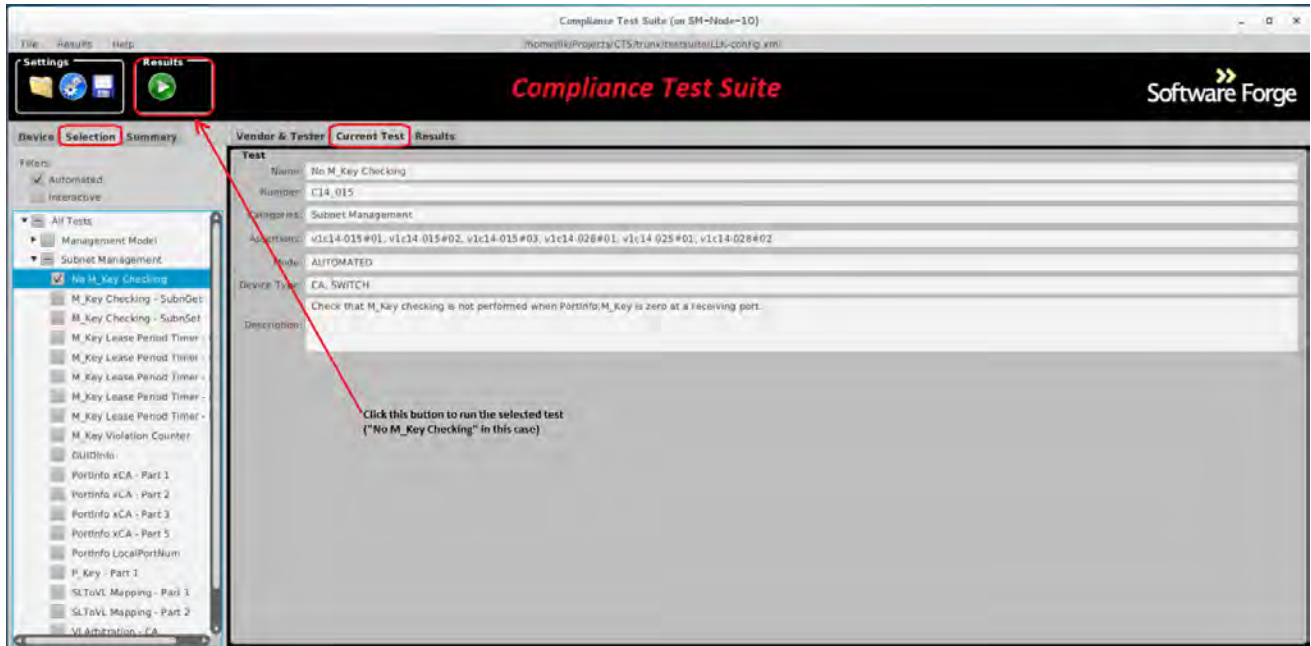 Compliance Test Suite (on SM-Node-10)
File Results Help
/home/llk/Projects/CTS/trunk/testsuite/LLK-config.xml
Settings
Results
Compliance Test Suite
Software Forge
Device Selection Summary
Vendor & Tester Current Test Results
Filters:
Automated
Interactive
All Tests
Management Model
Subnet Management
No M_Key Checking
M_Key Checking - SubnGet
M_Key Checking - SubnSet
M_Key Lease Period Timer -
M_Key Lease Period Timer -
M_Key Lease Period Timer -
M_Key Lease Period Timer -
M_Key Lease Period Timer -
M_Key Violation Counter
GUIDInfo
PortInfo xCA - Part 1
PortInfo xCA - Part 2
PortInfo xCA - Part 3
PortInfo xCA - Part 5
PortInfo LocalPortNum
P_Key - Part 1
SLToVL Mapping - Part 1
SLToVL Mapping - Part 2
VLArbitration - CA
Test
Name: No M_Key Checking
Number: C14_015
Categories: Subnet Management
Assertions: v1c14-015#01, v1c14-015#02, v1c14-015#03, v1c14-028#01, v1c14-025#01, v1c14-028#02
Mode: AUTOMATED
Device Type: CA, SWITCH
Description: Check that M_Key checking is not performed when PortInfo:M_Key is zero at a receiving port.
Click this button to run the selected test
("No M_Key Checking" in this case)